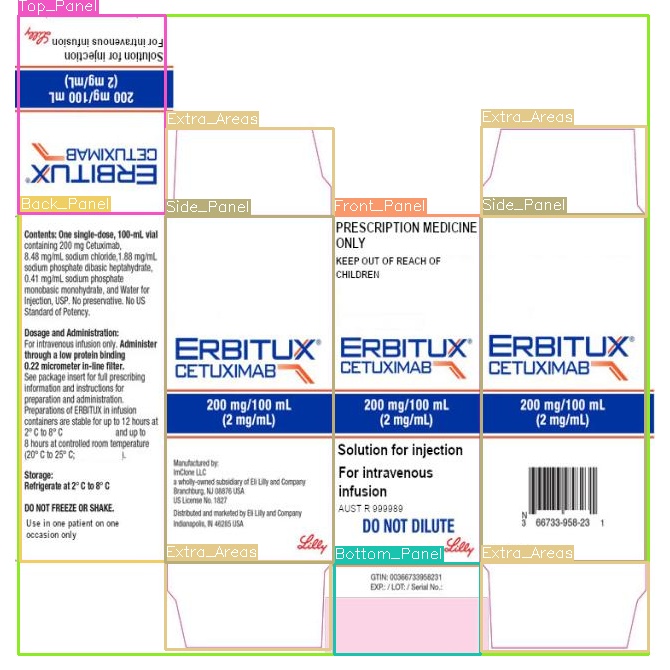 Top_Panel
Lilly
For intravenous infusion
Solution for injection
(2 mg/mL)
200 mg/100 mL
CETUXIMAB
ERBITUX®
Extra_Areas
Extra_Areas
Back_Panel
Contents: One single-dose, 100-mL vial
containing 200 mg Cetuximab,
8.48 mg/mL sodium chloride,1.88 mg/mL
sodium phosphate dibasic heptahydrate,
0.41 mg/mL sodium phosphate
monobasic monohydrate, and Water for
Injection, USP. No preservative. No US
Standard of Potency.
Dosage and Administration:
For intravenous infusion only. Administer
through a low protein binding
0.22 micrometer in-line filter.
See package insert for full prescribing
information and instructions for
preparation and administration.
Preparations of ERBITUX in infusion
containers are stable for up to 12 hours at
2° C to 8° C and up to
8 hours at controlled room temperature
(20° C to 25° C; ).
Storage:
Refrigerate at 2° C to 8° C
DO NOT FREEZE OR SHAKE.
Use in one patient on one
occasion only
Side_Panel
ERBITUX®
CETUXIMAB
200 mg/100 mL
(2 mg/mL)
Manufactured by:
ImClone LLC
a wholly-owned subsidiary of Eli Lilly and Company
Branchburg, NJ 08876 USA
US License No. 1827
Distributed and marketed by Eli Lilly and Company
Indianapolis, IN 46285 USA
Lilly
Front_Panel
PRESCRIPTION MEDICINE
ONLY
KEEP OUT OF REACH OF
CHILDREN
ERBITUX®
CETUXIMAB
200 mg/100 mL
(2 mg/mL)
Solution for injection
For intravenous
infusion
AUST R 999989
DO NOT DILUTE
Lilly
Side_Panel
ERBITUX®
CETUXIMAB
200 mg/100 mL
(2 mg/mL)
N
3 66733-958-23 1
Extra_Areas
Bottom_Panel
GTIN: 00366733958231
EXP.: / LOT: / Serial No.:
Extra_Areas